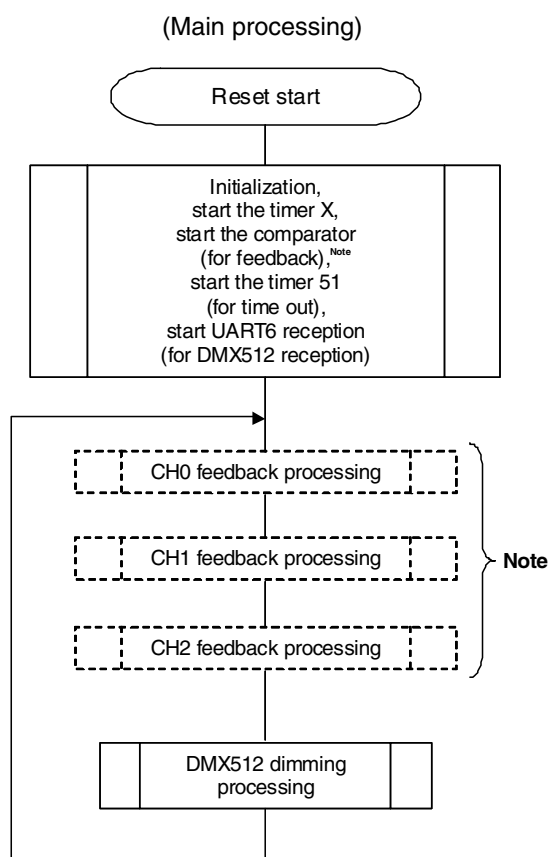 (Main processing)
Reset start
Initialization,
start the timer X,
start the comparator
(for feedback),Note
start the timer 51
(for time out),
start UART6 reception
(for DMX512 reception)
CH0 feedback processing
CH1 feedback processing
Note
CH2 feedback processing
DMX512 dimming
processing